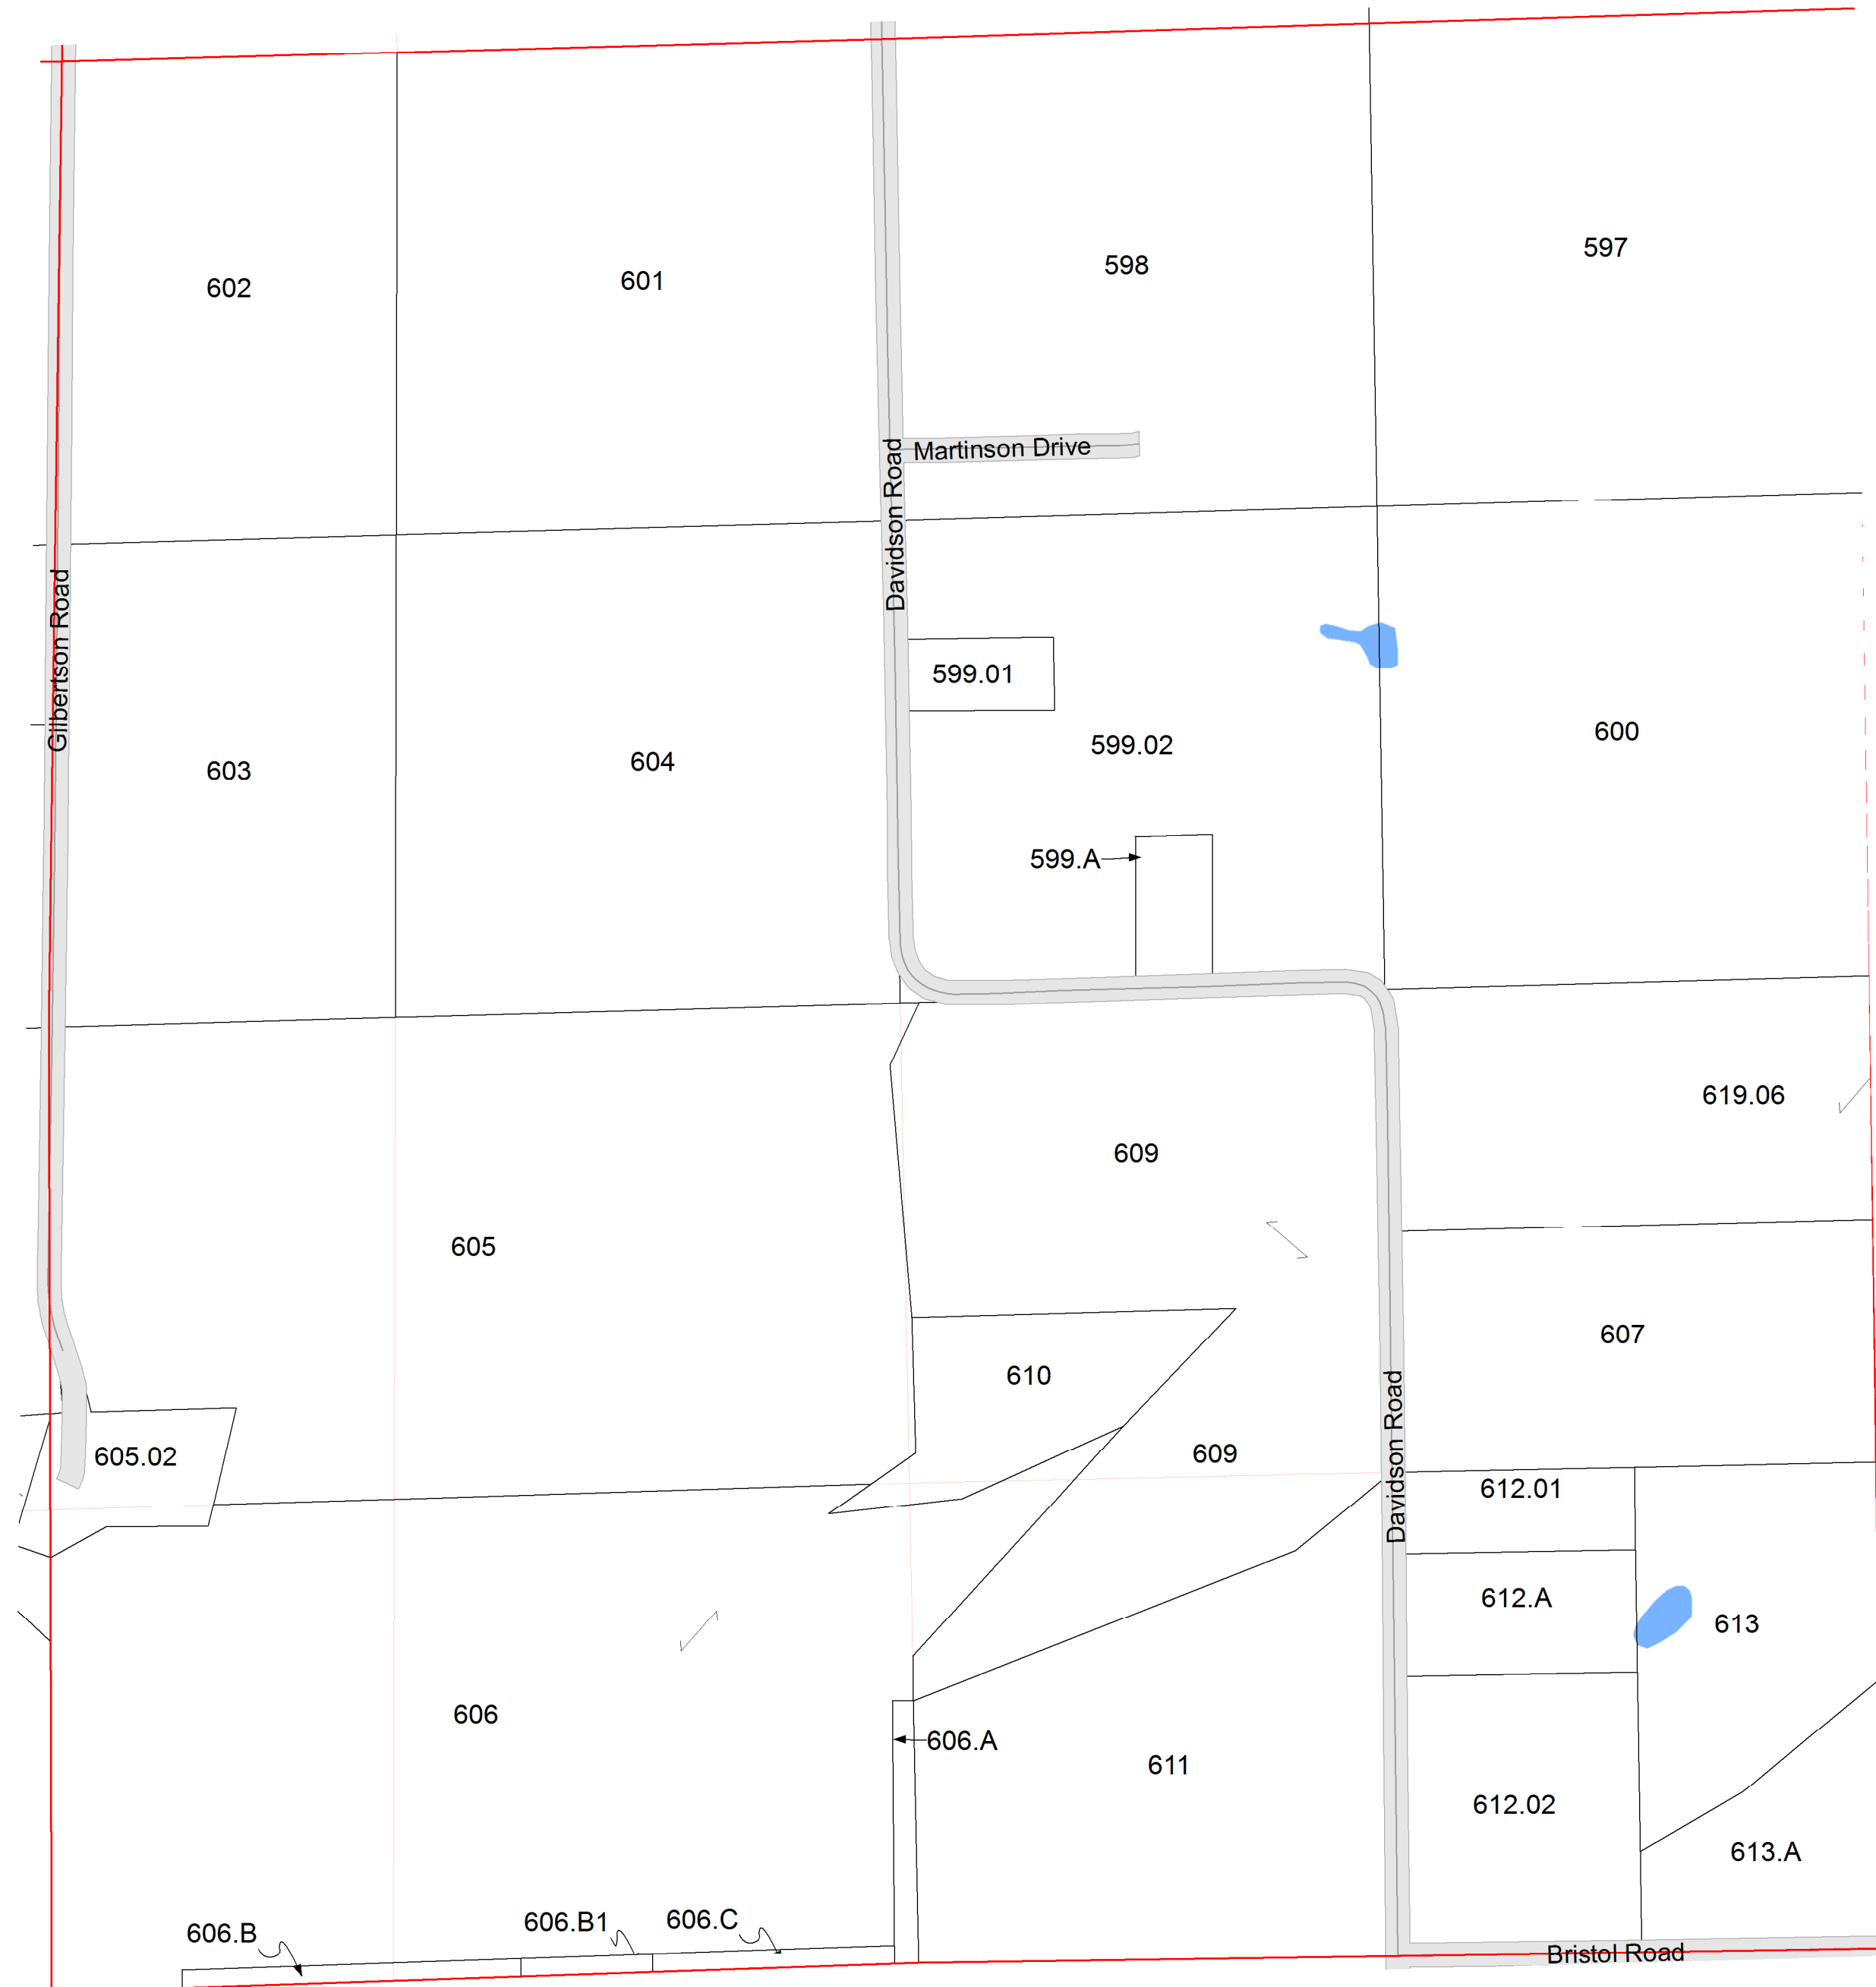 597
598
601
602
Martinson Drive
Davidson Road
Gilbertson Road
599.01
599.02
600
604
603
599.A
619.06
609
605
607
610
609
605.02
Davidson Road
612.01
612.A
613
606
606.A
611
612.02
613.A
606.B
606.B1
606.C
Bristol Road